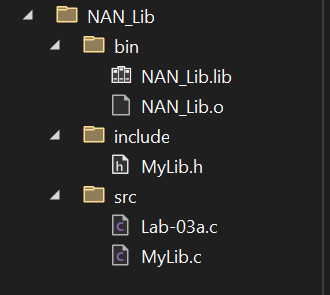 NAN_Lib
bin
NAN_Lib.lib
NAN_Lib.o
include
MyLib.h
src
Lab-03a.c
MyLib.c